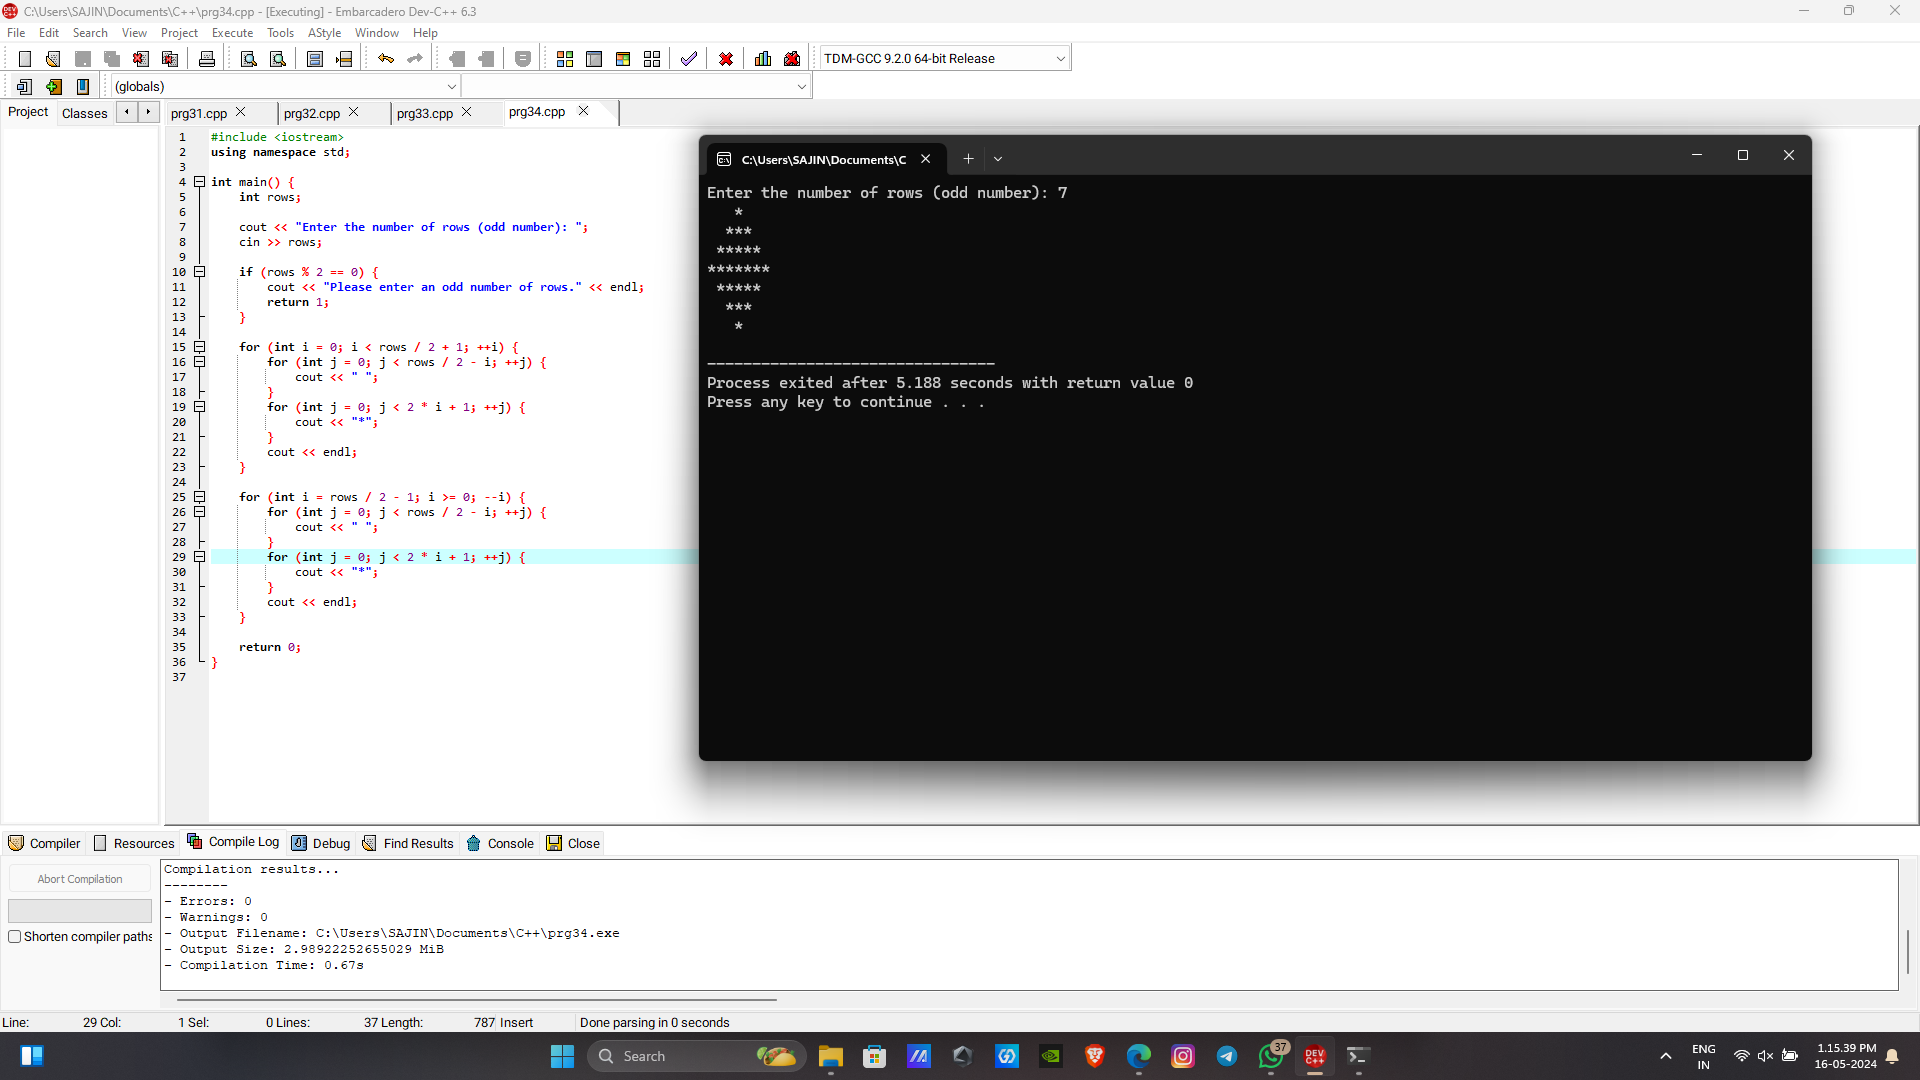 C:\Users\SAJIN\Documents\C++\prg34.cpp - [Executing] - Embarcadero Dev-C++ 6.3
File Edit Search View Project Execute Tools AStyle Window Help
TDM-GCC 9.2.0 64-bit Release
(globals)
Project Classes prg31.cpp prg32.cpp prg33.cpp prg34.cpp
1 #include <iostream>
2 using namespace std;
3
4 int main() {
5     int rows;
6
7     cout << "Enter the number of rows (odd number): ";
8     cin >> rows;
9
10     if (rows % 2 == 0) {
11         cout << "Please enter an odd number of rows." << endl;
12         return 1;
13     }
14
15     for (int i = 0; i < rows / 2 + 1; ++i) {
16         for (int j = 0; j < rows / 2 - i; ++j) {
17             cout << " ";
18         }
19         for (int j = 0; j < 2 * i + 1; ++j) {
20             cout << "*";
21         }
22         cout << endl;
23     }
24
25     for (int i = rows / 2 - 1; i >= 0; --i) {
26         for (int j = 0; j < rows / 2 - i; ++j) {
27             cout << " ";
28         }
29         for (int j = 0; j < 2 * i + 1; ++j) {
30             cout << "*";
31         }
32         cout << endl;
33     }
34
35     return 0;
36 }
37
C:\Users\SAJIN\Documents\C
Enter the number of rows (odd number): 7
   *
  ***
 *****
*******
 *****
  ***
   *
--------------------------------
Process exited after 5.188 seconds with return value 0
Press any key to continue . . .
Compiler Resources Compile Log Debug Find Results Console Close
Abort Compilation
Shorten compiler paths
Compilation results...
--------
- Errors: 0
- Warnings: 0
- Output Filename: C:\Users\SAJIN\Documents\C++\prg34.exe
- Output Size: 2.98922252655029 MiB
- Compilation Time: 0.67s
Line: 29 Col: 1 Sel: 0 Lines: 37 Length: 787 Insert Done parsing in 0 seconds
Search
37
DEV C++
ENG
IN
1.15.39 PM
16-05-2024